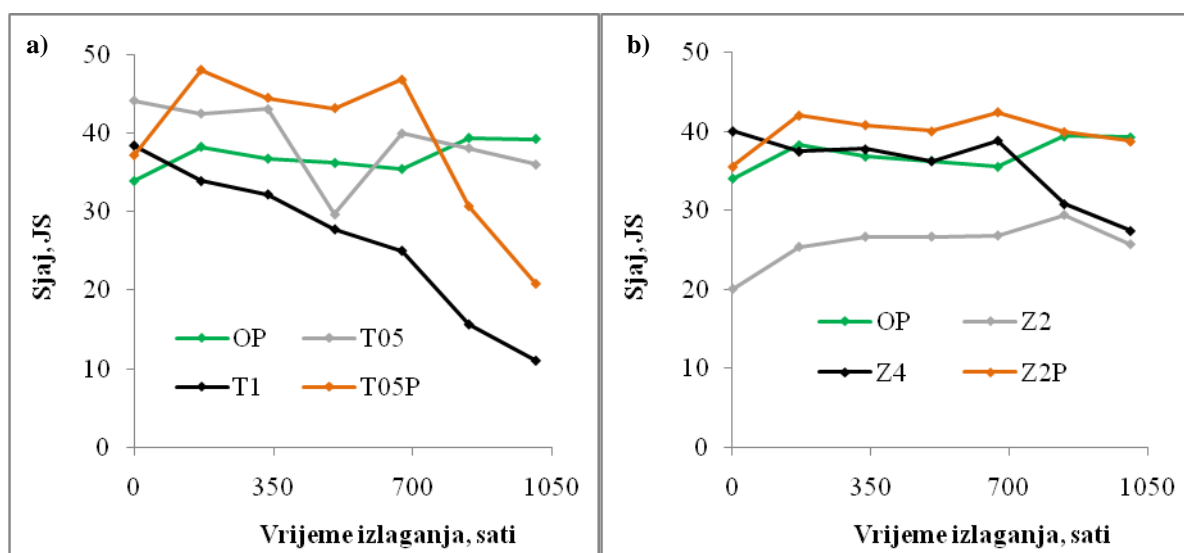 a)
50
40
30
20
10
0
Sjaj, JS
OP T05
T1 T05P
0 350 700 1050
Vrijeme izlaganja, sati
b)
50
40
30
20
10
0
Sjaj, JS
OP Z2
Z4 Z2P
0 350 700 1050
Vrijeme izlaganja, sati